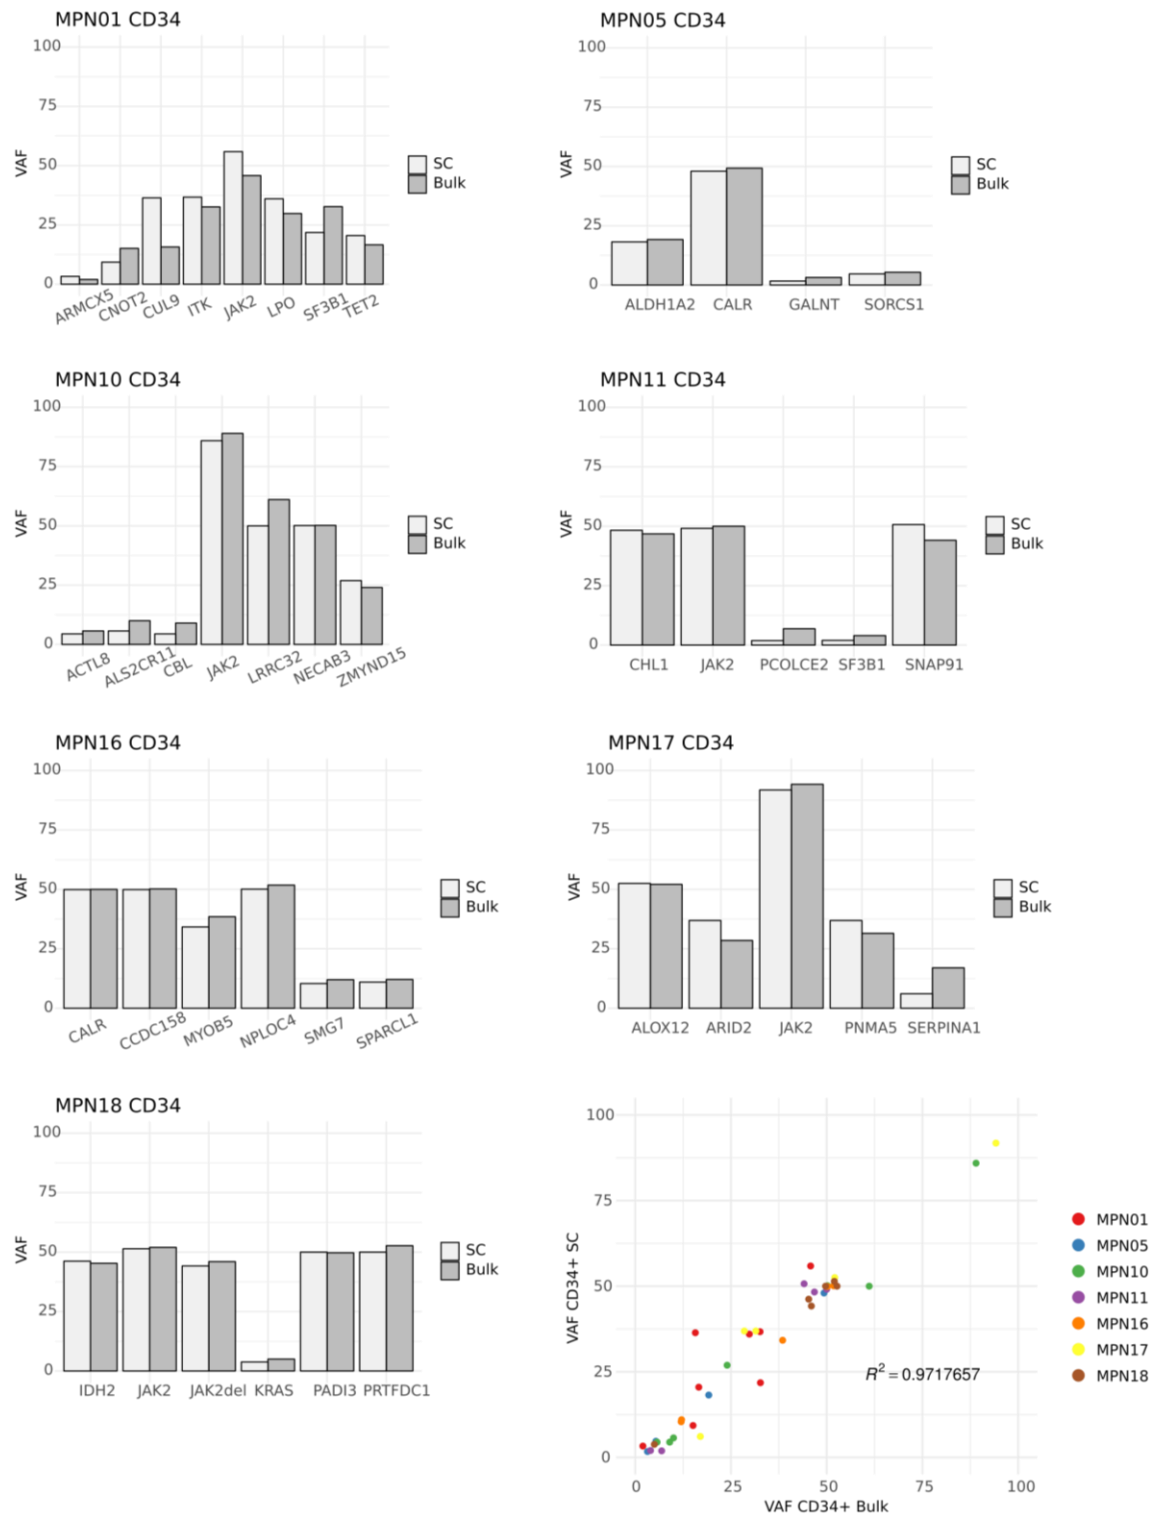 MPN01 CD34
100
75
50
25
0
VAF
ARMCX5 CNOT2 CUL9 ITK JAK2 LPO SF3B1 TET2
SC
Bulk
MPN05 CD34
100
75
50
25
0
VAF
ALDH1A2 CALR GALNT SORCS1
SC
Bulk
MPN10 CD34
100
75
50
25
0
VAF
ACTL8 ALS2CR11 CBL JAK2 LRRC32 NECAB3 ZMYND15
SC
Bulk
MPN11 CD34
100
75
50
25
0
VAF
CHL1 JAK2 PCOLCE2 SF3B1 SNAP91
SC
Bulk
MPN16 CD34
100
75
50
25
0
VAF
CALR CCDC158 MYOB5 NPLOC4 SMG7 SPARCL1
SC
Bulk
MPN17 CD34
100
75
50
25
0
VAF
ALOX12 ARID2 JAK2 PNMA5 SERPINA1
SC
Bulk
MPN18 CD34
100
75
50
25
0
VAF
IDH2 JAK2 JAK2del KRAS PADI3 PRTFDC1
SC
Bulk
100
75
50
25
0
VAF CD34+ SC
R² = 0.9717657
0 25 50 75 100
VAF CD34+ Bulk
MPN01
MPN05
MPN10
MPN11
MPN16
MPN17
MPN18